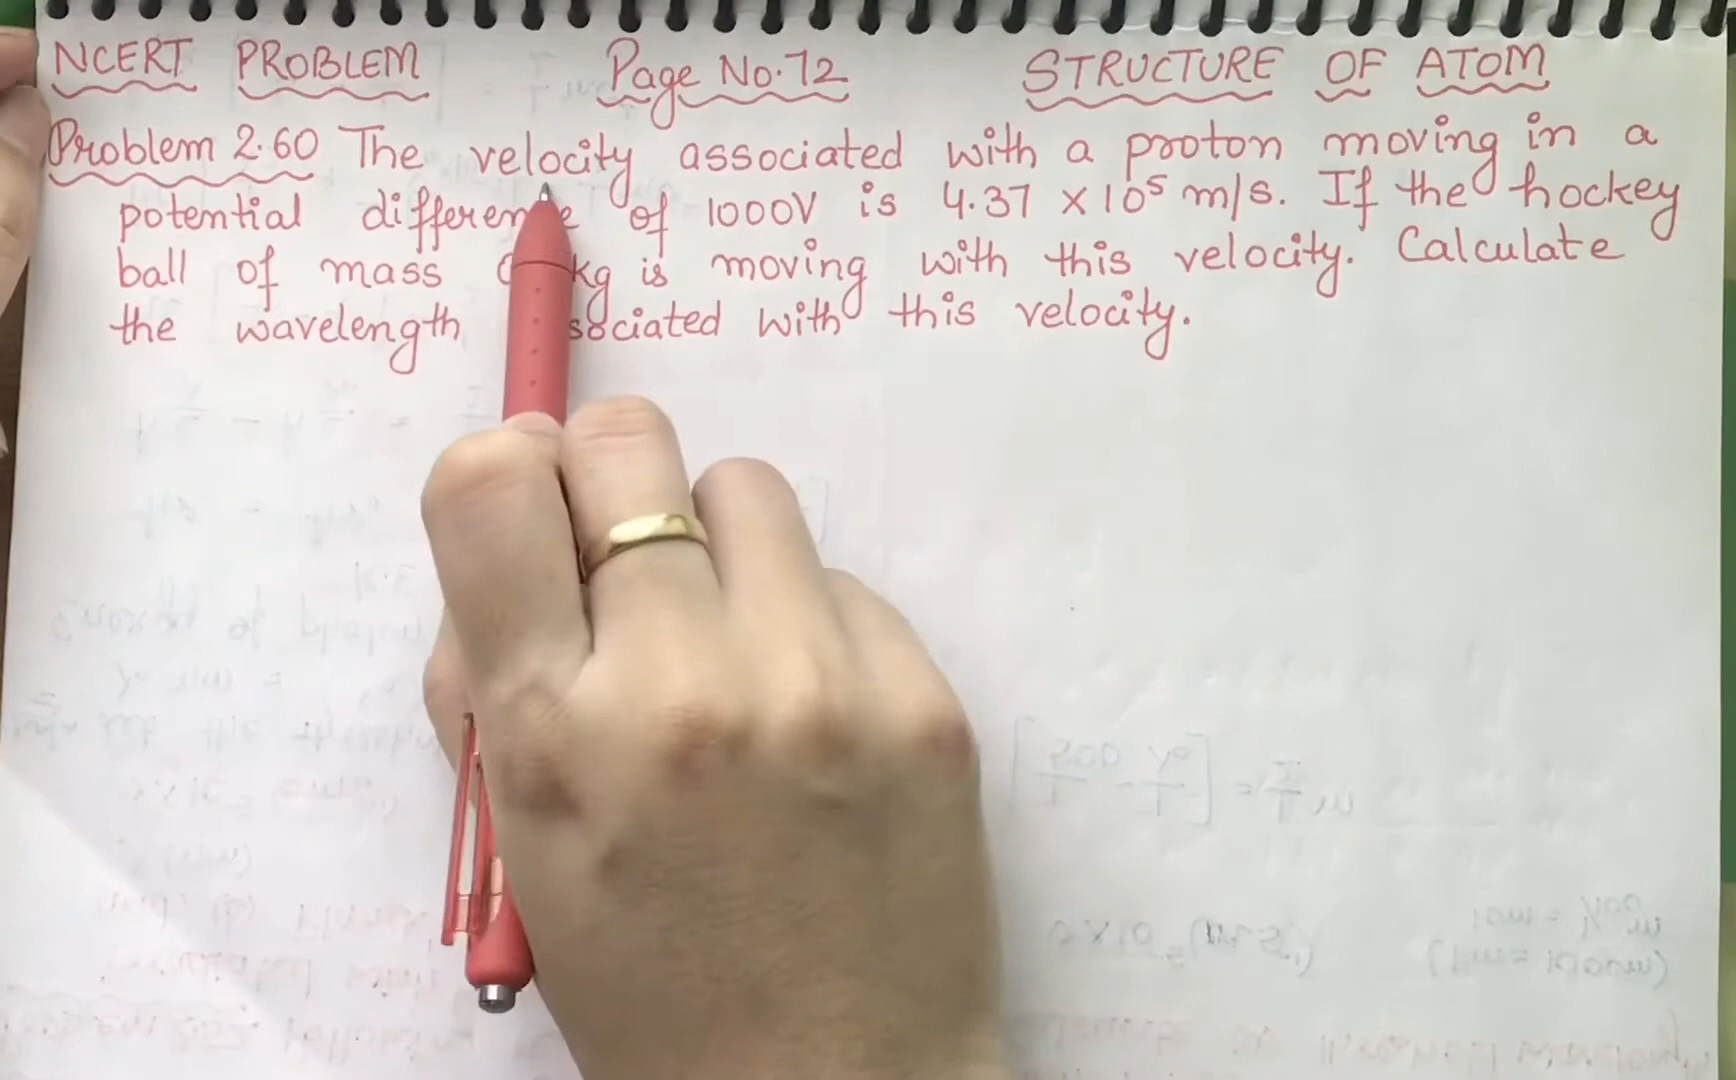 NCERT PROBLEM Page No.72 STRUCTURE OF ATOM
Problem 2.60 The velocity associated with a proton moving in a
potential difference of 1000V is 4.37 x 10⁵ m/s. If the hockey
ball of mass kg is moving with this velocity. Calculate
the wavelength associated with this velocity.